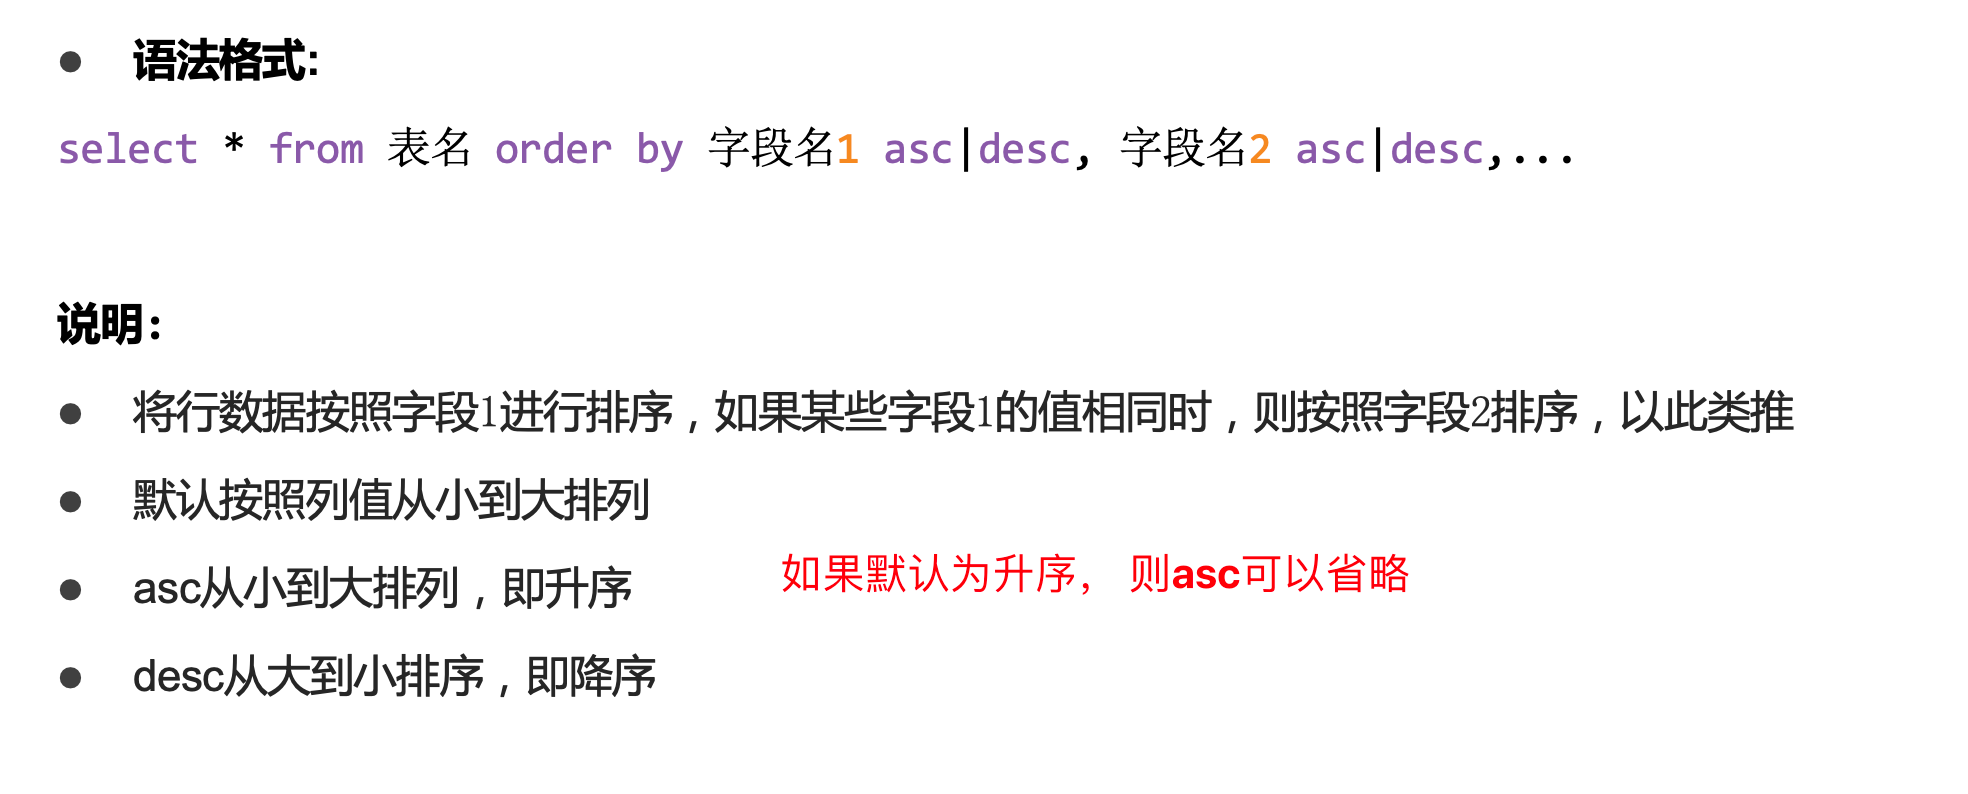 ● 语法格式:
select * from 表名 order by 字段名1 asc|desc, 字段名2 asc|desc,...
说明：
● 将行数据按照字段1进行排序，如果某些字段1的值相同时，则按照字段2排序，以此类推
● 默认按照列值从小到大排列
● asc从小到大排列，即升序
如果默认为升序， 则asc可以省略
● desc从大到小排序，即降序